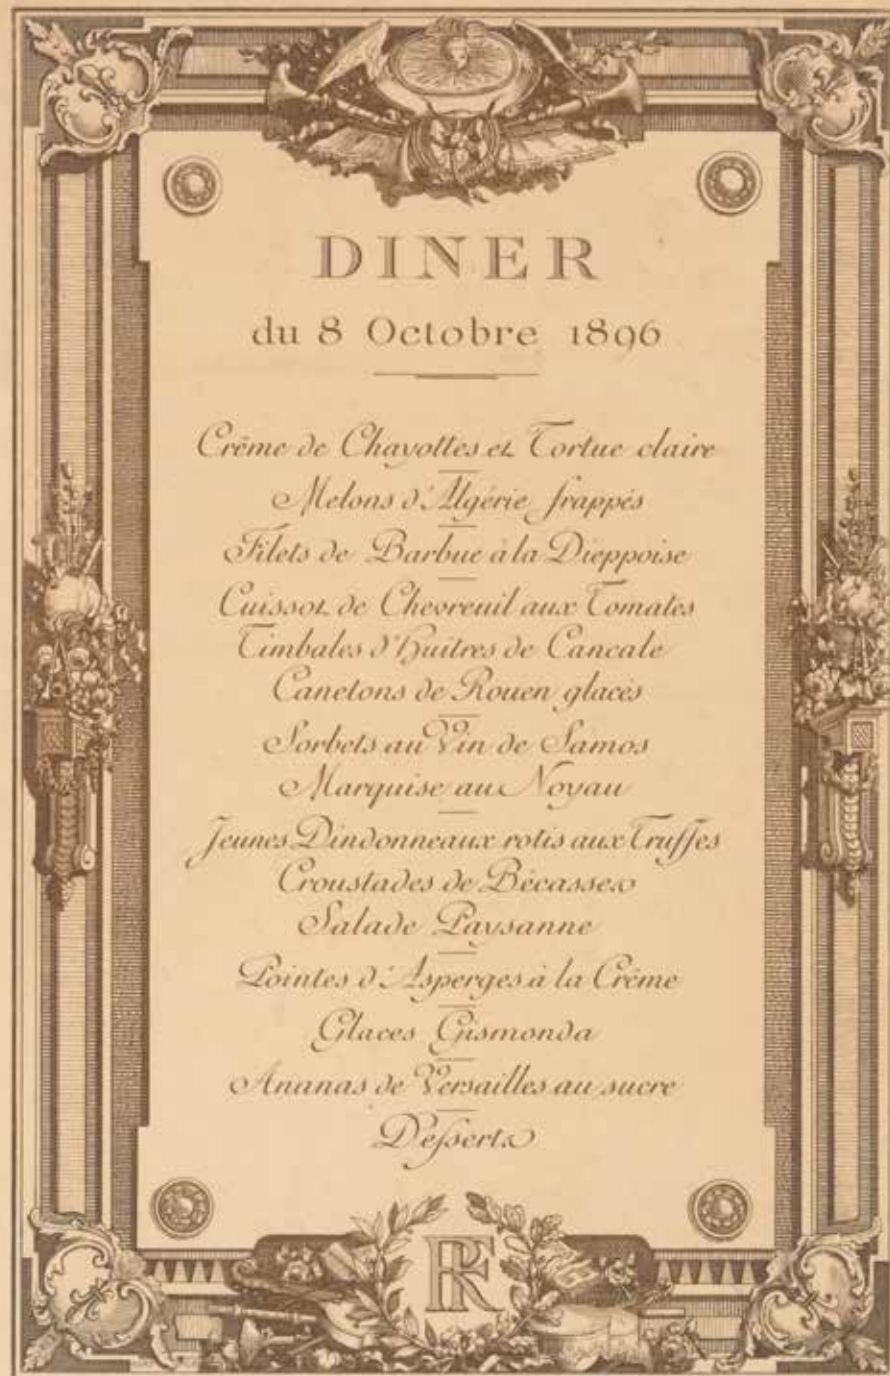 DINER
du 8 Octobre 1896
Crême de Chayottes et Tortue claire
Melons d'Algérie frappés
Filets de Barbue à la Dieppoise
Cuissot de Chevreuil aux Tomates
Timbales d'Huîtres de Cancale
Canetons de Rouen glacés
Sorbets au Vin de Samos
Marquise au Noyau
Jeunes Dindonneaux rotis aux Truffes
Croustades de Bécasses
Salade Paysanne
Pointes d'Asperges à la Crême
Glaces Gismonda
Ananas de Versailles au sucre
Desserts
RF